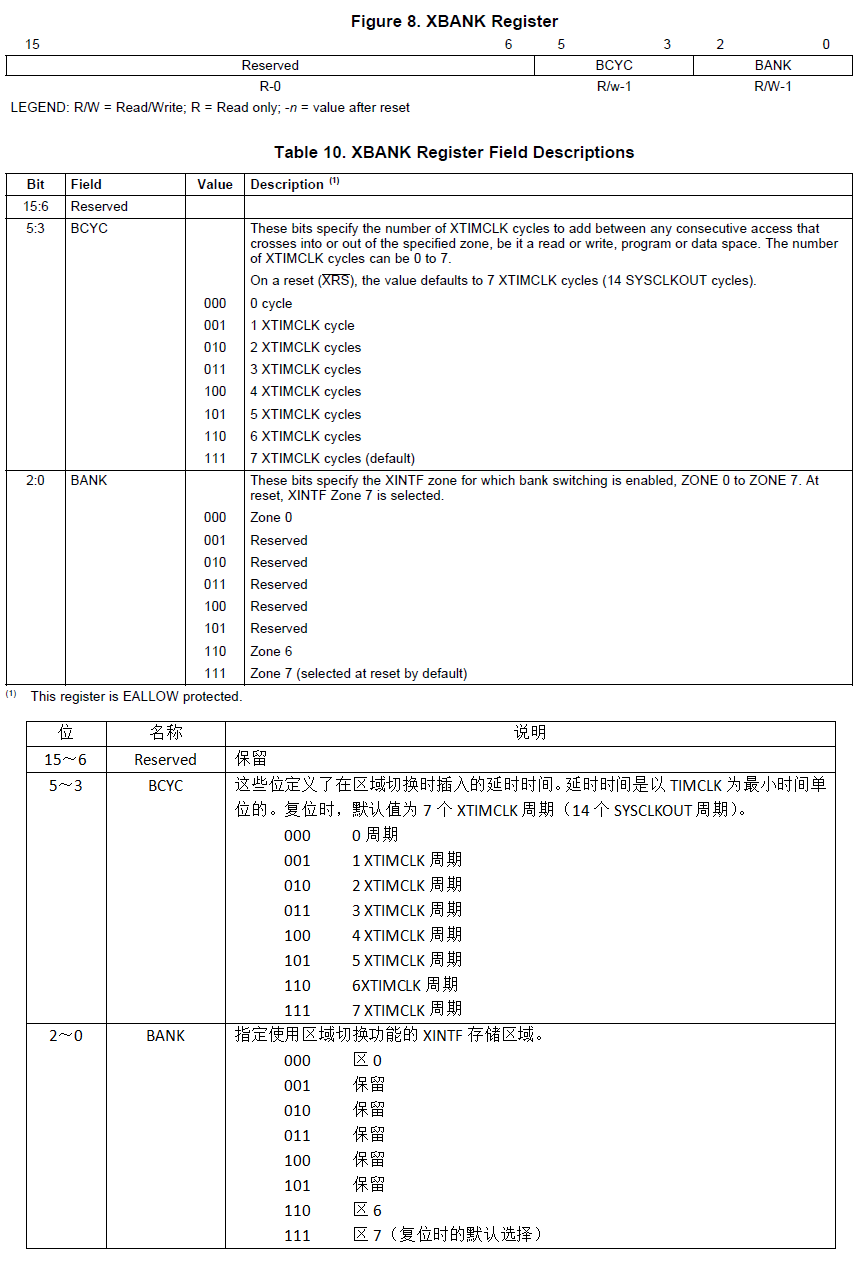 Figure 8. XBANK Register
15 6 5 3 2 0
Reserved BCYC BANK
R-0 R/w-1 R/W-1
LEGEND: R/W = Read/Write; R = Read only; -n = value after reset
Table 10. XBANK Register Field Descriptions
Bit Field Value Description (1)
15:6 Reserved
5:3 BCYC These bits specify the number of XTIMCLK cycles to add between any consecutive access that
crosses into or out of the specified zone, be it a read or write, program or data space. The number
of XTIMCLK cycles can be 0 to 7.
On a reset (XRS), the value defaults to 7 XTIMCLK cycles (14 SYSCLKOUT cycles).
000 0 cycle
001 1 XTIMCLK cycle
010 2 XTIMCLK cycles
011 3 XTIMCLK cycles
100 4 XTIMCLK cycles
101 5 XTIMCLK cycles
110 6 XTIMCLK cycles
111 7 XTIMCLK cycles (default)
2:0 BANK These bits specify the XINTF zone for which bank switching is enabled, ZONE 0 to ZONE 7. At
reset, XINTF Zone 7 is selected.
000 Zone 0
001 Reserved
010 Reserved
011 Reserved
100 Reserved
101 Reserved
110 Zone 6
111 Zone 7 (selected at reset by default)
(1) This register is EALLOW protected.
位 名称 说明
15～6 Reserved 保留
5～3 BCYC 这些位定义了在区域切换时插入的延时时间。延时时间是以 TIMCLK 为最小时间单
位的。复位时，默认值为 7 个 XTIMCLK 周期（14 个 SYSCLKOUT 周期）。
000 0 周期
001 1 XTIMCLK 周期
010 2 XTIMCLK 周期
011 3 XTIMCLK 周期
100 4 XTIMCLK 周期
101 5 XTIMCLK 周期
110 6XTIMCLK 周期
111 7 XTIMCLK 周期
2～0 BANK 指定使用区域切换功能的 XINTF 存储区域。
000 区 0
001 保留
010 保留
011 保留
100 保留
101 保留
110 区 6
111 区 7（复位时的默认选择）